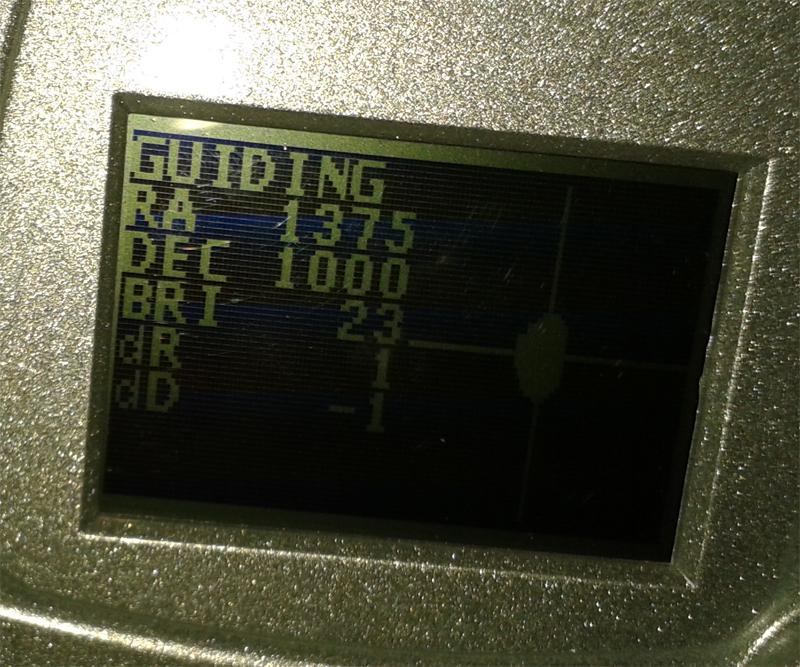 GUIDING
RA 1375
DEC 1000
BRI 23
dR 1
dD -1